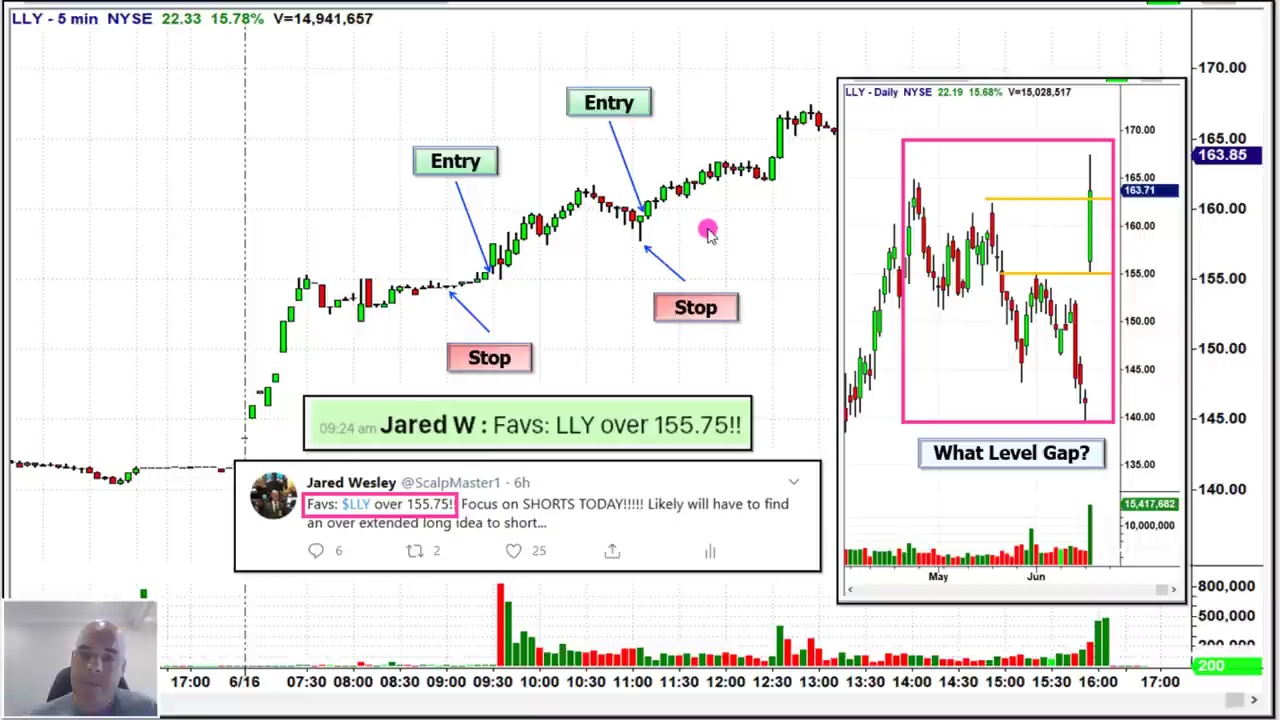 LLY - 5 min NYSE 22.33 15.78% V=14,941,657
170.00
165.00
163.85
160.00
155.00
150.00
145.00
140.00
800,000
500,000
200
Entry
Entry
Stop
Stop
09:24 am Jared W : Favs: LLY over 155.75!!
Jared Wesley @ScalpMaster1 · 6h
Favs: $LLY over 155.75!! Focus on SHORTS TODAY!!!!! Likely will have to find
an over extended long idea to short...
6 2 25
LLY - Daily NYSE 22.19 15.68% V=15,028,517
170.00
165.00
163.71
160.00
155.00
150.00
145.00
140.00
135.00
What Level Gap?
15,417,682
10,000,000
May Jun
17:00 6/15 07:30 08:00 08:30 09:00 10:00 10:30 11:00 11:30 12:00 12:30 13:00 13:30 14:00 14:30 15:00 15:30 16:00 17:00